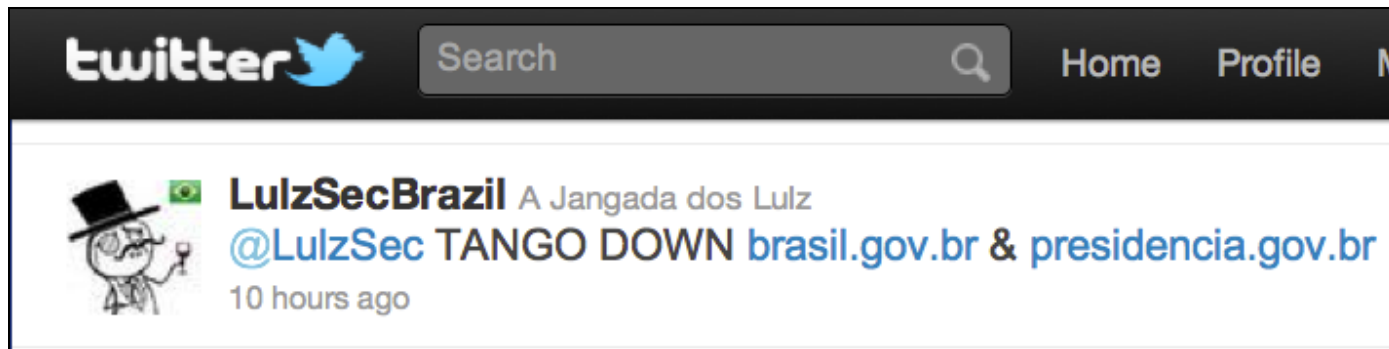 twitter Search Home Profile
LulzSecBrazil A Jangada dos Lulz
@LulzSec TANGO DOWN brasil.gov.br & presidencia.gov.br
10 hours ago